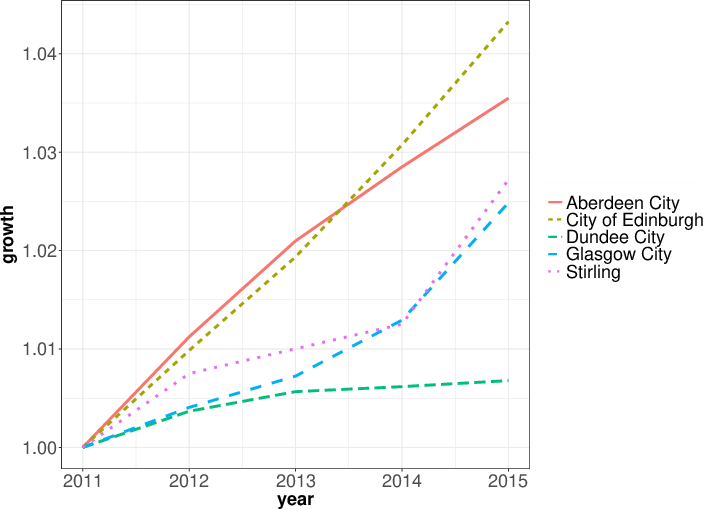 1.04
1.03
1.02
1.01
1.00
growth
2011 2012 2013 2014 2015
year
Aberdeen City
City of Edinburgh
Dundee City
Glasgow City
Stirling